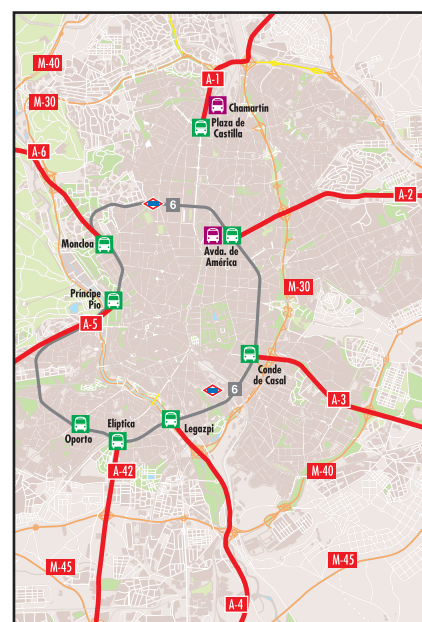 M-40
A-1
M-30
Chamartín
Plaza de
Castilla
A-6
A-2
6
Moncloa
Avda. de
América
M-30
Príncipe
Pío
A-5
Conde
de Casal
6
A-3
Oporto
Elíptica
Legazpi
A-42
M-40
M-45
M-45
A-4